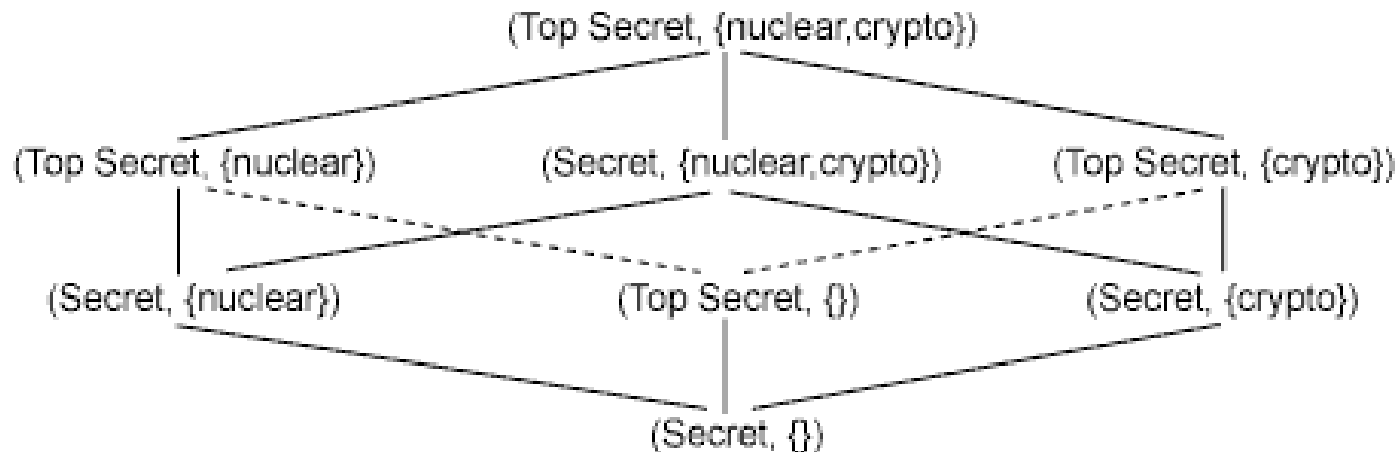 (Top Secret, {nuclear,crypto})
(Top Secret, {nuclear})
(Secret, {nuclear,crypto})
(Top Secret, {crypto})
(Secret, {nuclear})
(Top Secret, {})
(Secret, {crypto})
(Secret, {})